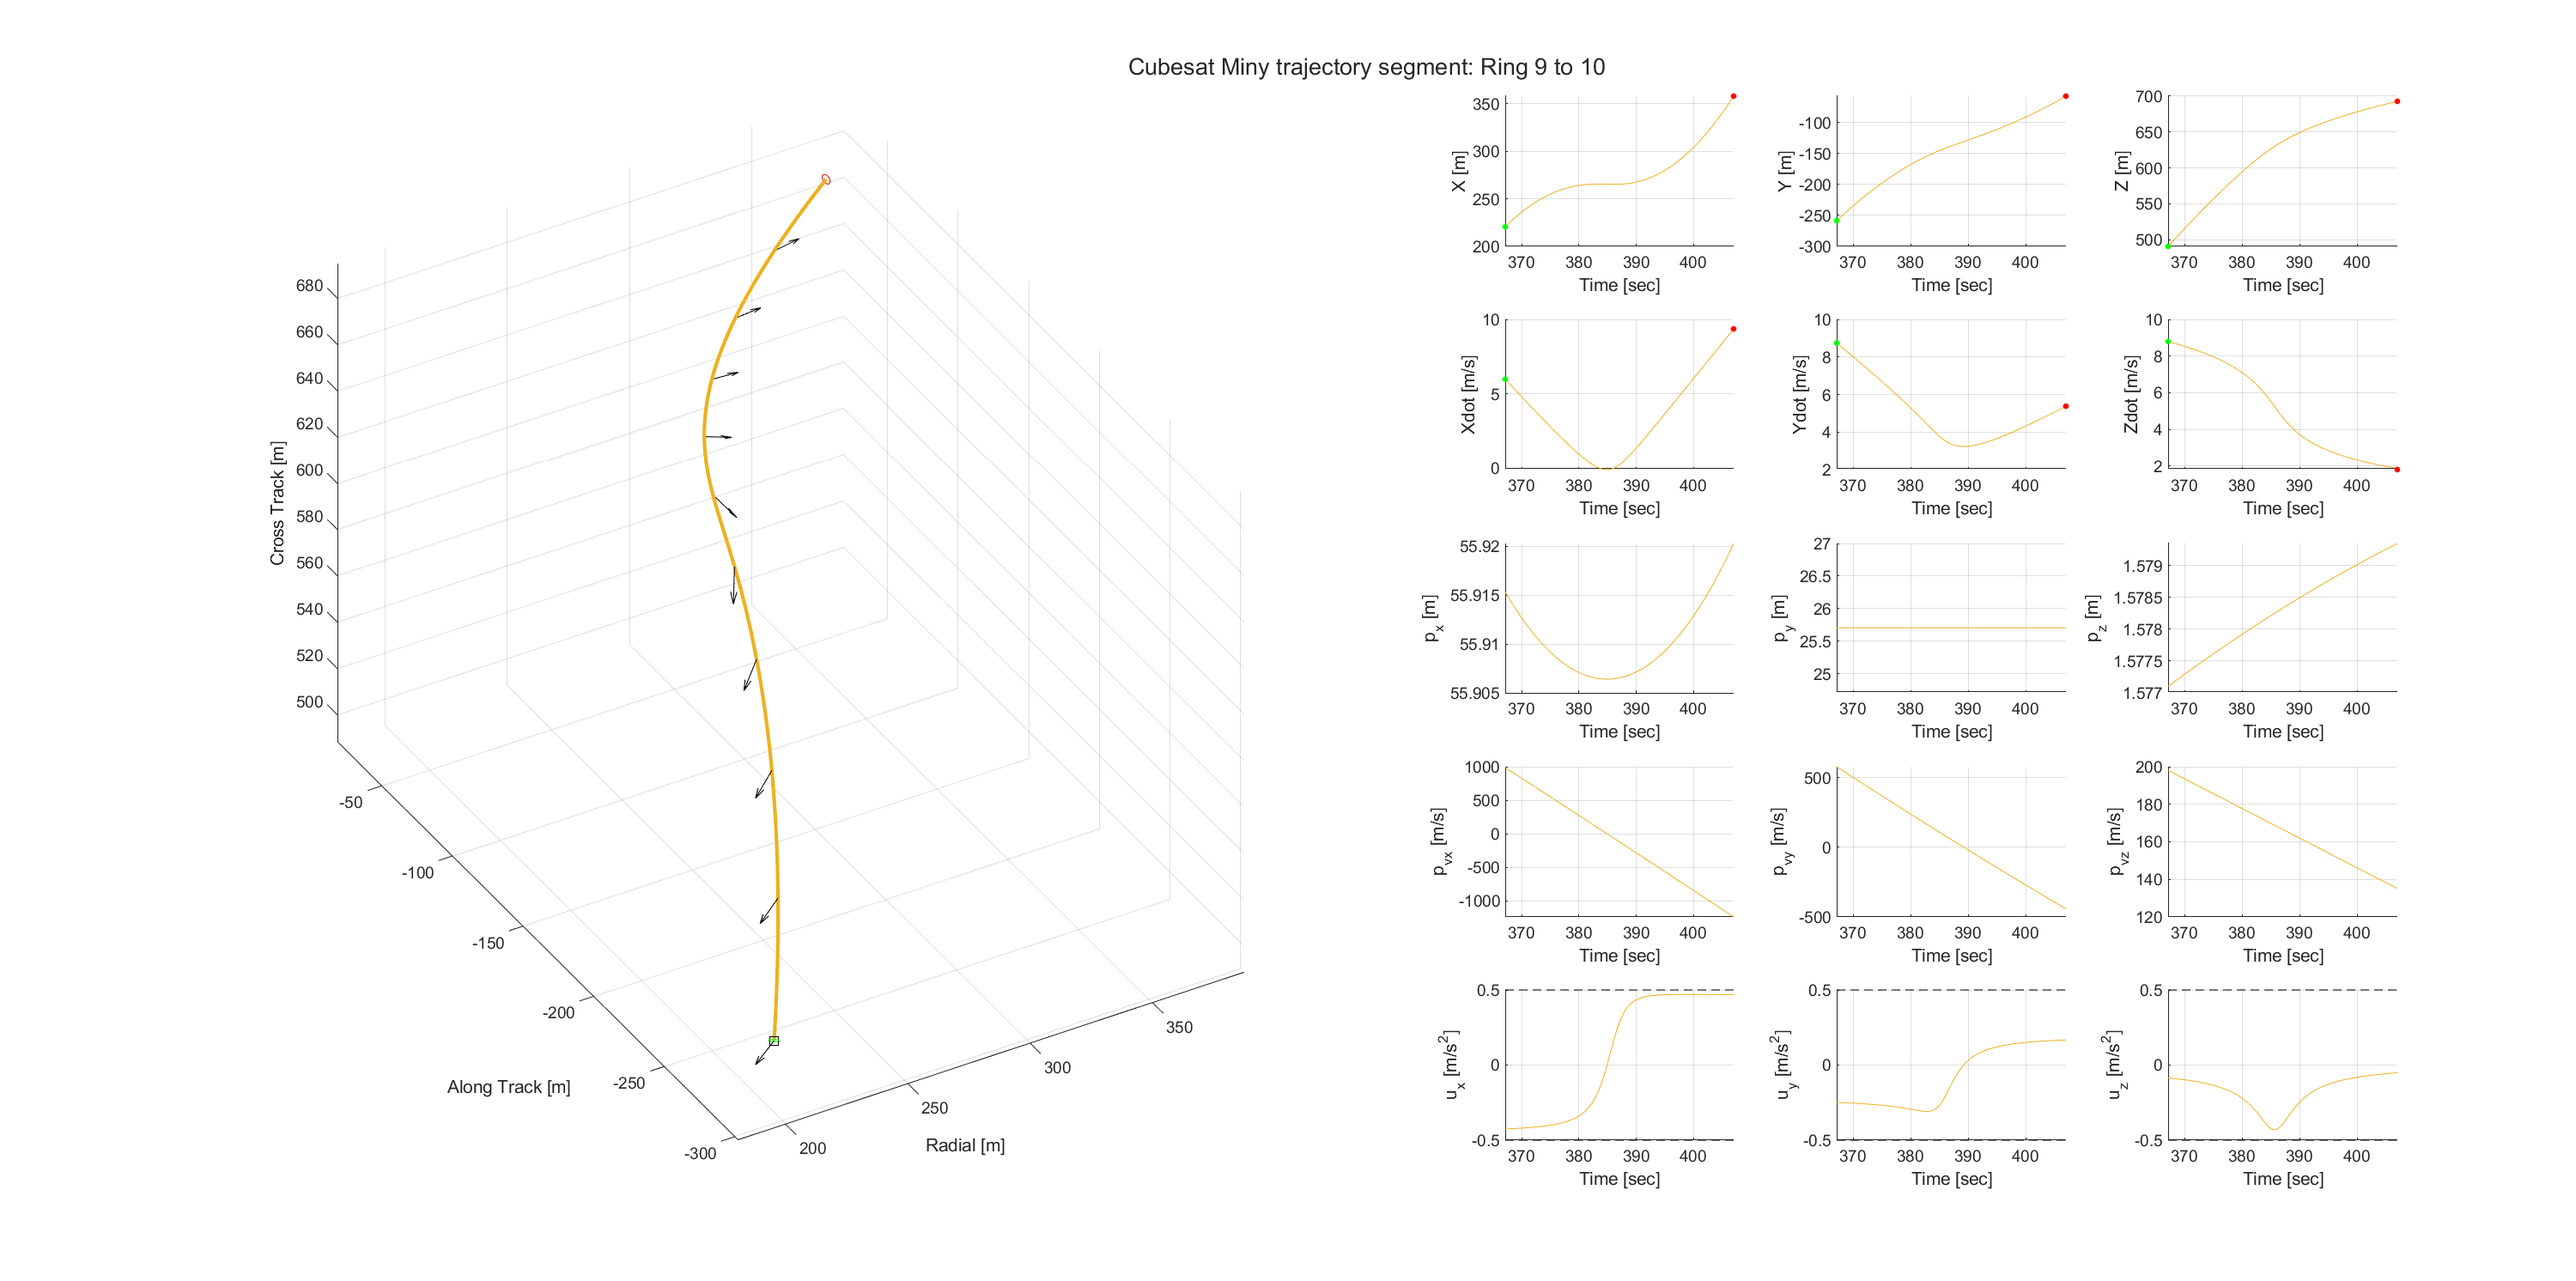 Cubesat Miny trajectory segment: Ring 9 to 10
680
660
640
620
600
580
560
540
520
500
Cross Track [m]
-50
-100
-150
-200
-250
-300
Along Track [m]
200
250
300
350
Radial [m]
350
300
250
200
X [m]
370 380 390 400
Time [sec]
-100
-150
-200
-250
-300
Y [m]
370 380 390 400
Time [sec]
700
650
600
550
500
Z [m]
370 380 390 400
Time [sec]
10
5
0
Xdot [m/s]
370 380 390 400
Time [sec]
10
8
6
4
2
Ydot [m/s]
370 380 390 400
Time [sec]
10
8
6
4
2
Zdot [m/s]
370 380 390 400
Time [sec]
55.92
55.915
55.91
55.905
p_x [m]
370 380 390 400
Time [sec]
27
26.5
26
25.5
25
p_y [m]
370 380 390 400
Time [sec]
1.579
1.5785
1.578
1.5775
1.577
p_z [m]
370 380 390 400
Time [sec]
1000
500
0
-500
-1000
p_vx [m/s]
370 380 390 400
Time [sec]
500
0
-500
p_vy [m/s]
370 380 390 400
Time [sec]
200
180
160
140
120
p_vz [m/s]
370 380 390 400
Time [sec]
0.5
0
-0.5
u_x [m/s^2]
370 380 390 400
Time [sec]
0.5
0
-0.5
u_y [m/s^2]
370 380 390 400
Time [sec]
0.5
0
-0.5
u_z [m/s^2]
370 380 390 400
Time [sec]